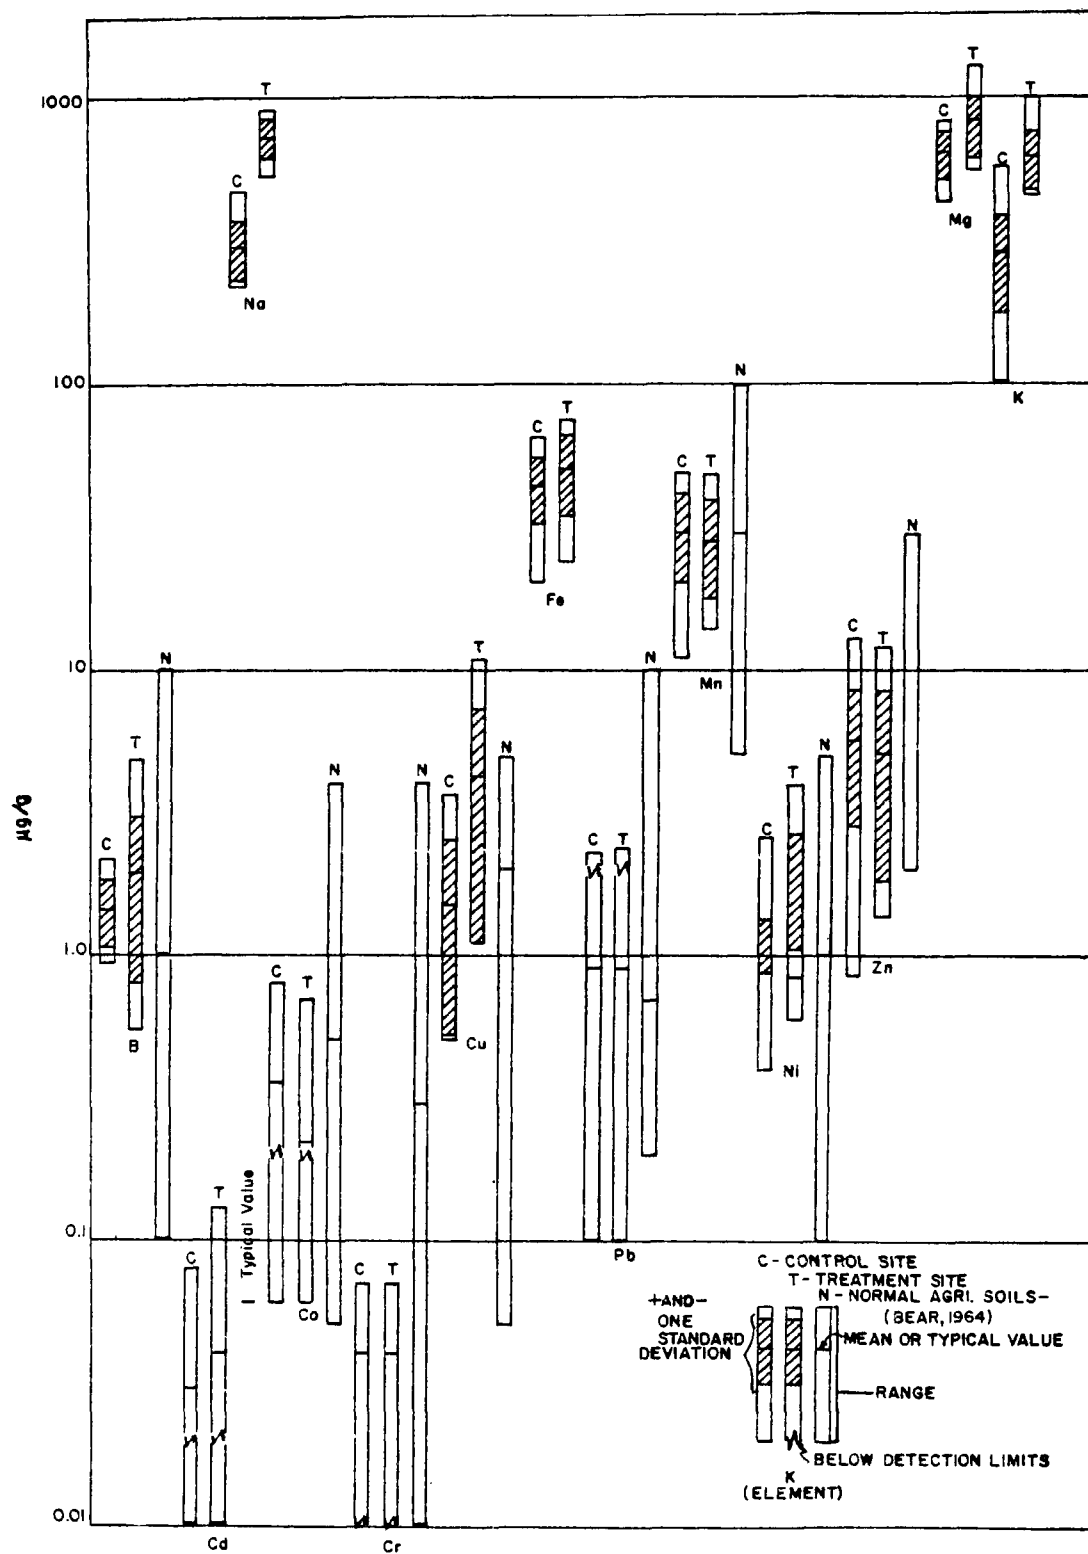 T
1000
T
C
T
C
C
Mg
Na
N
100
K
T
C
C
T
N
Fe
C
T
N
T
N
10
Mn
T
N
N
N
C
T
N
C
T
C
C
µg/g
1.0
Zn
C
T
B
Cu
Ni
Typical Value
T
0.1
C
Pb
C
T
Co
C-CONTROL SITE
T-TREATMENT SITE
N-NORMAL AGRI. SOILS-
(BEAR, 1964)
+AND-
ONE
STANDARD
DEVIATION
MEAN OR TYPICAL VALUE
RANGE
BELOW DETECTION LIMITS
K
(ELEMENT)
0.01
Cd
Cr